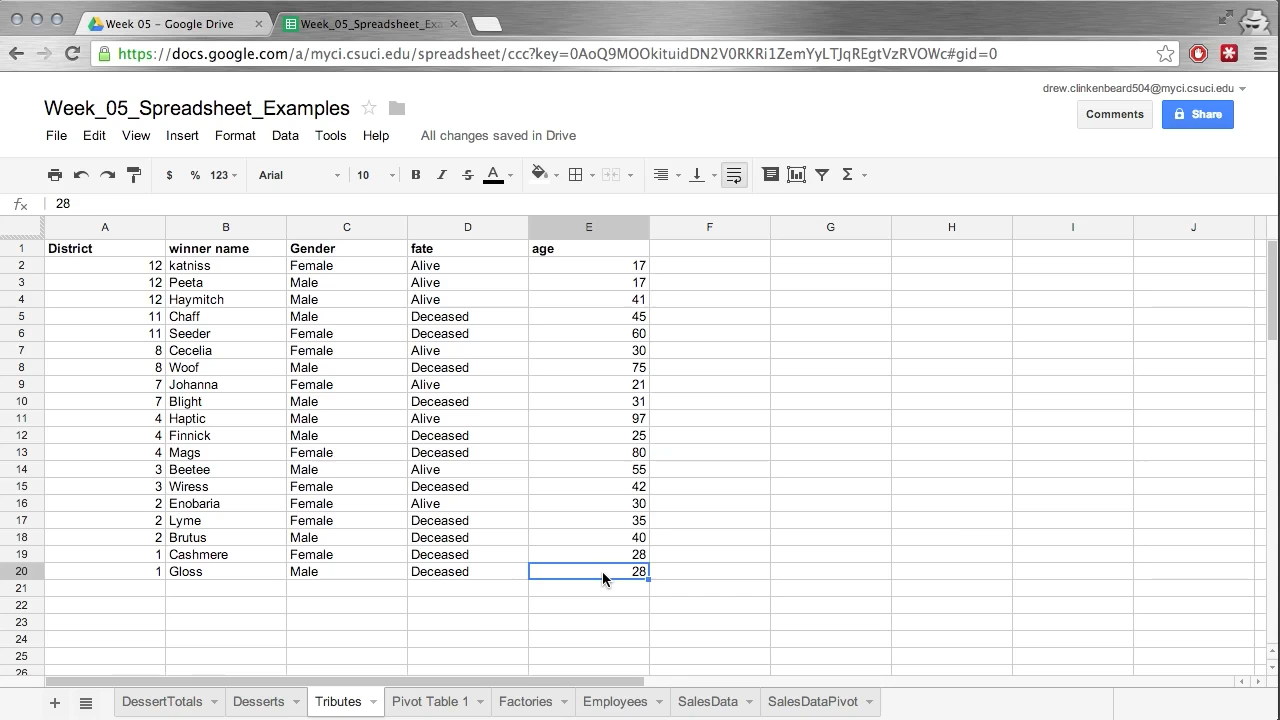 Week 05 – Google Drive × Week_05_Spreadsheet_Ex ×
https://docs.google.com/a/myci.csuci.edu/spreadsheet/ccc?key=0AoQ9MOOkituidDN2V0RKRi1ZemYyLTJqREgtVzRVOWc#gid=0
drew.clinkenbeard504@myci.csuci.edu
Week_05_Spreadsheet_Examples
Comments Share
File Edit View Insert Format Data Tools Help All changes saved in Drive
$ % 123 Arial 10 B I S A Σ
fx 28
A B C D E F G H I J
1 District winner name Gender fate age
2 12 katniss Female Alive 17
3 12 Peeta Male Alive 17
4 12 Haymitch Male Alive 41
5 11 Chaff Male Deceased 45
6 11 Seeder Female Deceased 60
7 8 Cecelia Female Alive 30
8 8 Woof Male Deceased 75
9 7 Johanna Female Alive 21
10 7 Blight Male Deceased 31
11 4 Haptic Male Alive 97
12 4 Finnick Male Deceased 25
13 4 Mags Female Deceased 80
14 3 Beetee Male Alive 55
15 3 Wiress Female Deceased 42
16 2 Enobaria Female Alive 30
17 2 Lyme Female Deceased 35
18 2 Brutus Male Deceased 40
19 1 Cashmere Female Deceased 28
20 1 Gloss Male Deceased 28
21
22
23
24
25
26
DessertTotals Desserts Tributes Pivot Table 1 Factories Employees SalesData SalesDataPivot